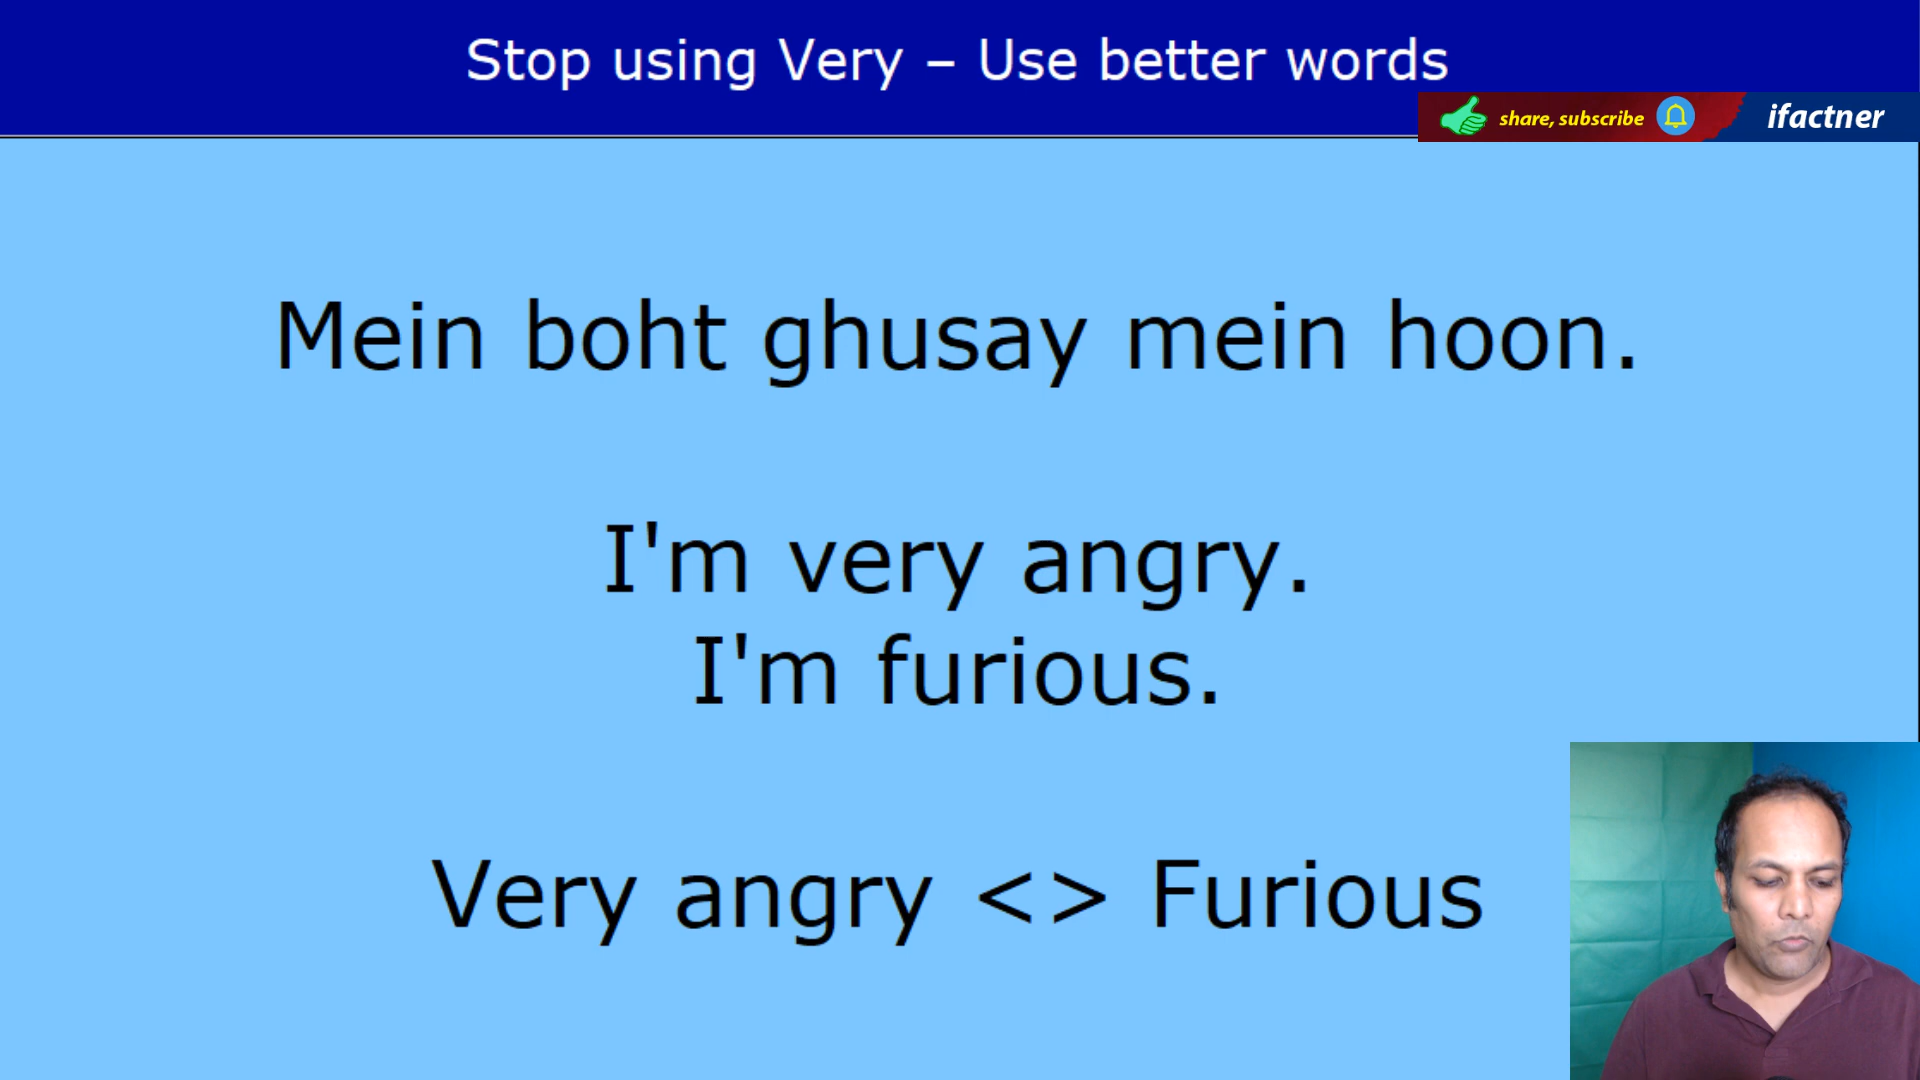 Stop using Very – Use better words
share, subscribe
ifactner
Mein boht ghusay mein hoon.
I'm very angry.
I'm furious.
Very angry <> Furious